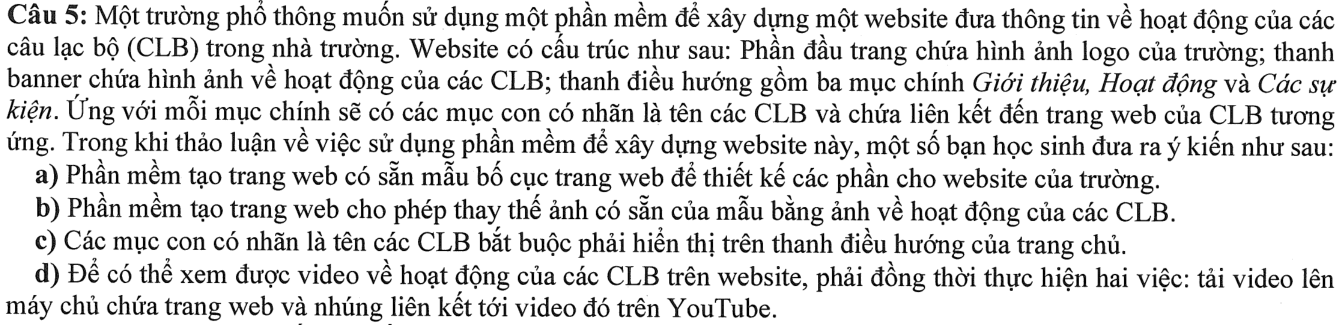 Câu 5: Một trường phổ thông muốn sử dụng một phần mềm để xây dựng một website đưa thông tin về hoạt động của các
câu lạc bộ (CLB) trong nhà trường. Website có cấu trúc như sau: Phần đầu trang chứa hình ảnh logo của trường; thanh
banner chứa hình ảnh về hoạt động của các CLB; thanh điều hướng gồm ba mục chính Giới thiệu, Hoạt động và Các sự
kiện. Ứng với mỗi mục chính sẽ có các mục con có nhãn là tên các CLB và chứa liên kết đến trang web của CLB tương
ứng. Trong khi thảo luận về việc sử dụng phần mềm để xây dựng website này, một số bạn học sinh đưa ra ý kiến như sau:
a) Phần mềm tạo trang web có sẵn mẫu bố cục trang web để thiết kế các phần cho website của trường.
b) Phần mềm tạo trang web cho phép thay thế ảnh có sẵn của mẫu bằng ảnh về hoạt động của các CLB.
c) Các mục con có nhãn là tên các CLB bắt buộc phải hiển thị trên thanh điều hướng của trang chủ.
d) Để có thể xem được video về hoạt động của các CLB trên website, phải đồng thời thực hiện hai việc: tải video lên
máy chủ chứa trang web và nhúng liên kết tới video đó trên YouTube.